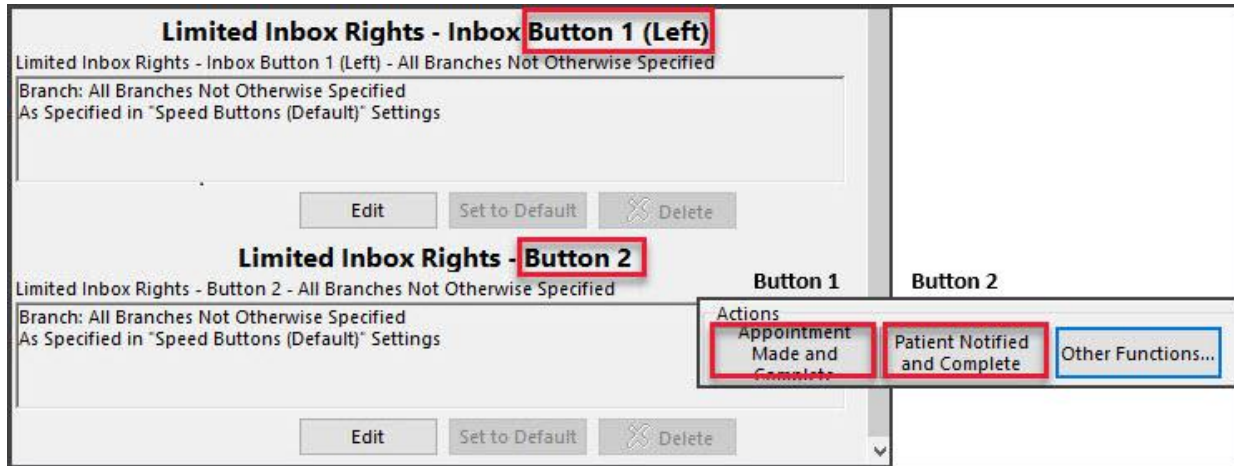 Limited Inbox Rights - Inbox Button 1 (Left)
Limited Inbox Rights - Inbox Button 1 (Left) - All Branches Not Otherwise Specified
Branch: All Branches Not Otherwise Specified
As Specified in "Speed Buttons (Default)" Settings
Edit
Set to Default
Delete
Limited Inbox Rights - Button 2
Limited Inbox Rights - Button 2 - All Branches Not Otherwise Specified
Branch: All Branches Not Otherwise Specified
As Specified in "Speed Buttons (Default)" Settings
Button 1
Button 2
Actions
Appointment
Made and
Complete
Patient Notified
and Complete
Other Functions...
Edit
Set to Default
Delete